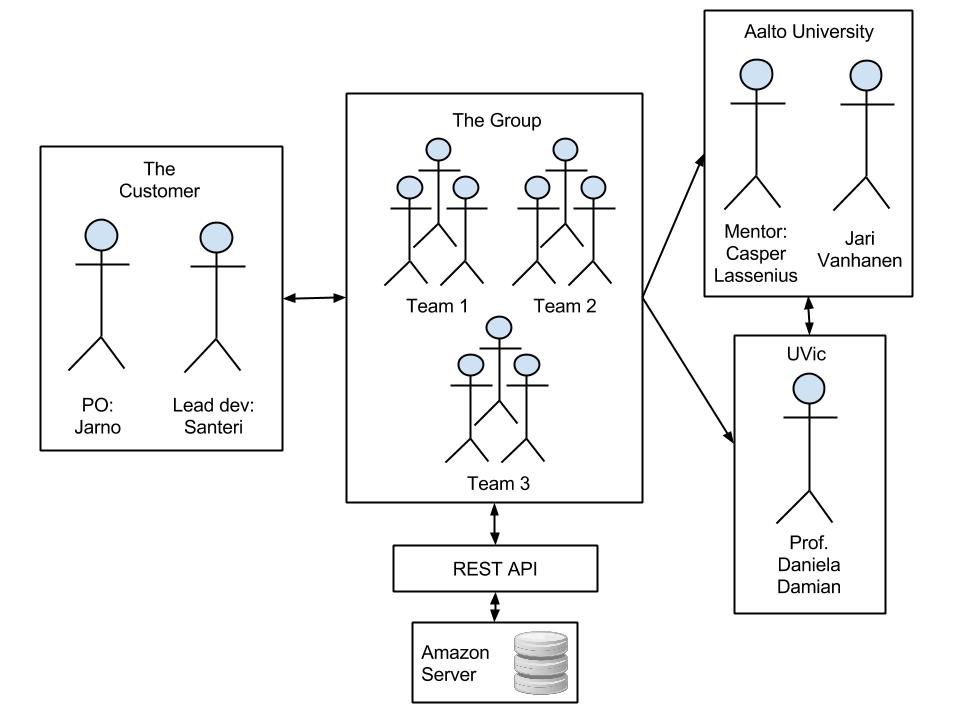 Aalto University
Mentor:
Casper
Lassenius
Jari
Vanhanen
The Group
Team 1
Team 2
Team 3
The
Customer
PO:
Jarno
Lead dev:
Santeri
UVic
Prof.
Daniela
Damian
REST API
Amazon
Server